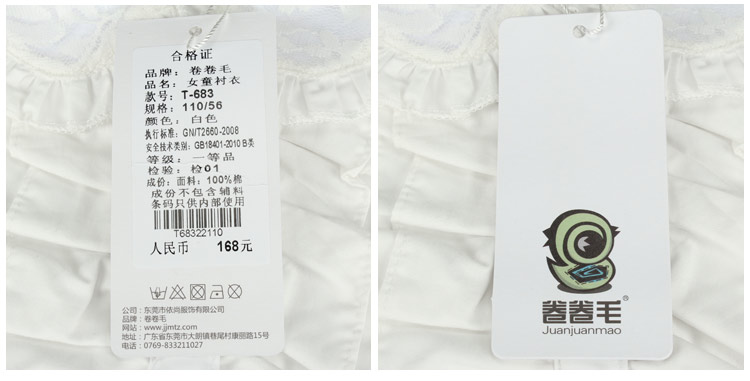 合格证
品牌：卷卷毛
品名：女童衬衣
款号：T-683
规格：110/56
颜色：白色
执行标准：GN/T2660-2008
安全技术类别：GB18401-2010 B类
等级：一等品
检验：检01
成份：面料：100%棉
成份不包含辅料
条码只供内部使用
T68322110
人民币 168元
公司：东莞市依尚服饰有限公司
品牌：卷卷毛
网站：www.jjmtz.com
地址：广东省东莞市大朗镇巷尾村康丽路15号
电话：0769-833211027
卷卷毛®
Juanjuanmao